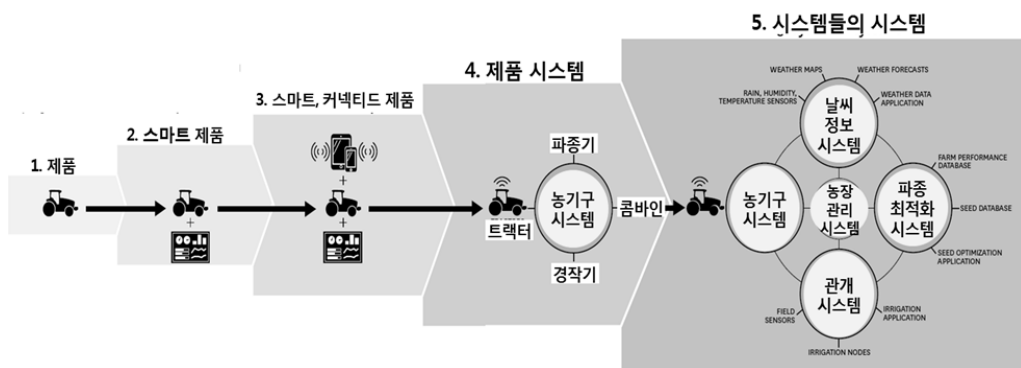 1. 제품
2. 스마트 제품
3. 스마트, 커넥티드 제품
4. 제품 시스템
파종기
농기구
시스템
트랙터
콤바인
경작기
5. 시스템들의 시스템
WEATHER MAPS
WEATHER FORECASTS
RAIN, HUMIDITY,
TEMPERATURE SENSORS
WEATHER DATA
APPLICATION
날씨
정보
시스템
농기구
시스템
농장
관리
시스템
파종
최적화
시스템
FARM PERFORMANCE
DATABASE
SEED DATABASE
SEED OPTIMIZATION
APPLICATION
관개
시스템
FIELD
SENSORS
IRRIGATION
APPLICATION
IRRIGATION NODES